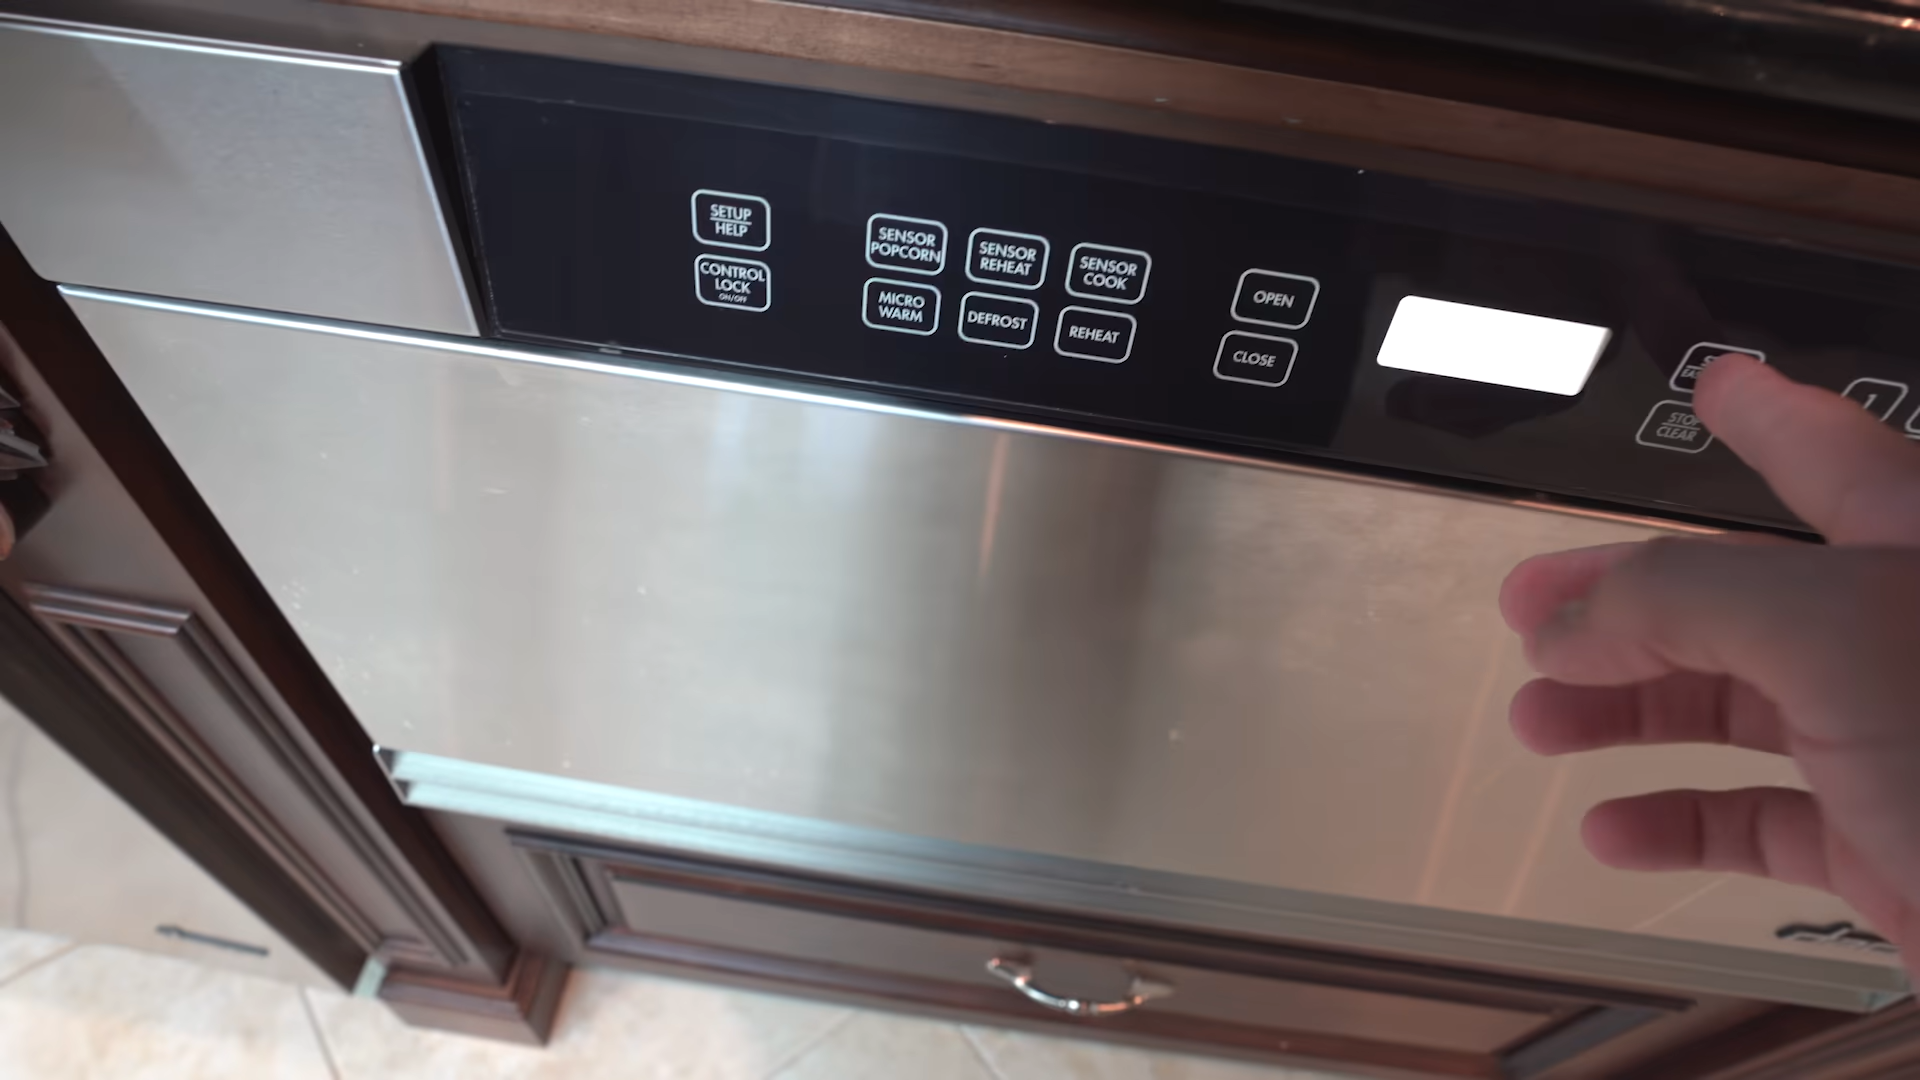 SETUP
HELP
CONTROL
LOCK
ON/OFF
SENSOR
POPCORN
SENSOR
REHEAT
SENSOR
COOK
MICRO
WARM
DEFROST
REHEAT
OPEN
CLOSE
STOP
CLEAR
1